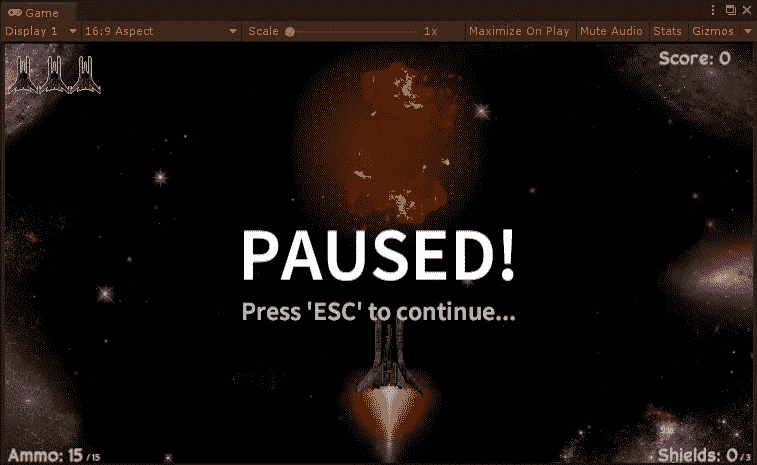 Game
Display 1 16:9 Aspect Scale 1x Maximize On Play Mute Audio Stats Gizmos
Score: 0
PAUSED!
Press 'ESC' to continue...
Ammo: 15 / 15 Shields: 0 / 3